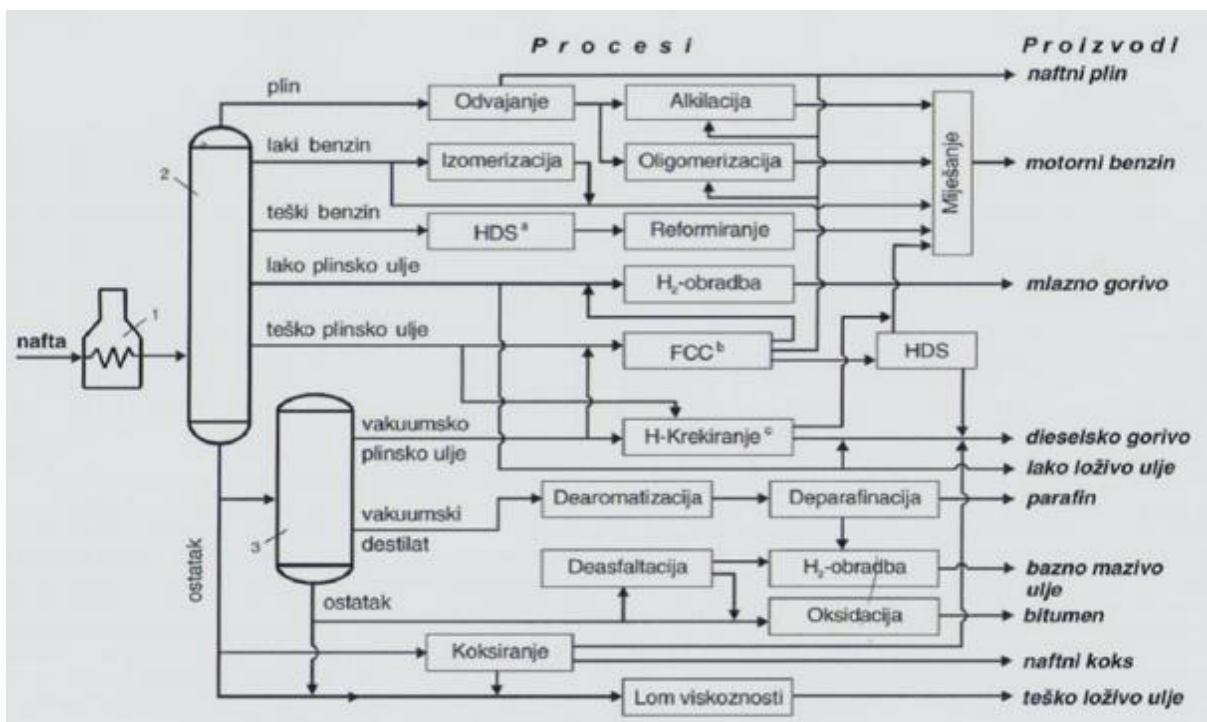 Procesi Proizvodi
plin
Odvajanje
Alkilacija
naftni plin
laki benzin
Izomerizacija
Oligomerizacija
Miješanje
motorni benzin
2
teški benzin
HDS a
Reformiranje
lako plinsko ulje
H2-obradba
mlazno gorivo
1
nafta
teško plinsko ulje
FCC b
HDS
vakuumsko
plinsko ulje
H-Krekiranje c
dieselsko gorivo
lako loživo ulje
Dearomatizacija
Deparafinacija
parafin
3
vakuumski
destilat
ostatak
Deasfaltacija
H2-obradba
bazno mazivo
ulje
ostatak
Oksidacija
bitumen
Koksiranje
naftni koks
Lom viskoznosti
teško loživo ulje